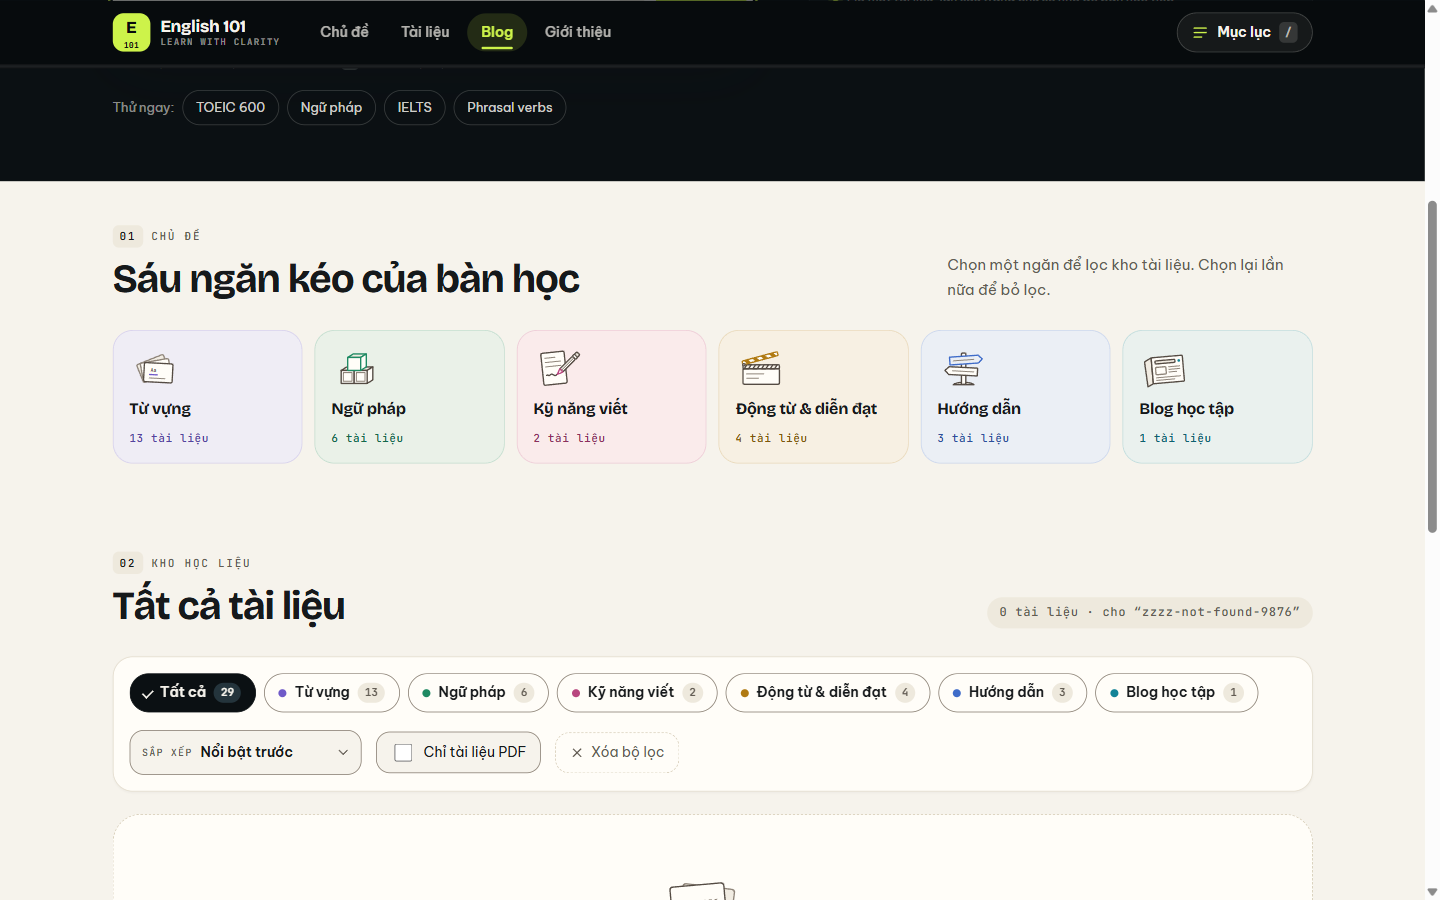 E
101
English 101
LEARN WITH CLARITY
Chủ đề
Tài liệu
Blog
Giới thiệu
Mục lục /
Thử ngay:
TOEIC 600
Ngữ pháp
IELTS
Phrasal verbs
01 CHỦ ĐỀ
Sáu ngăn kéo của bàn học
Chọn một ngăn để lọc kho tài liệu. Chọn lại lần
nữa để bỏ lọc.
Từ vựng
13 tài liệu
Ngữ pháp
6 tài liệu
Kỹ năng viết
2 tài liệu
Động từ & diễn đạt
4 tài liệu
Hướng dẫn
3 tài liệu
Blog học tập
1 tài liệu
02 KHO HỌC LIỆU
Tất cả tài liệu
0 tài liệu · cho “zzzz-not-found-9876”
Tất cả 29
Từ vựng 13
Ngữ pháp 6
Kỹ năng viết 2
Động từ & diễn đạt 4
Hướng dẫn 3
Blog học tập 1
SẮP XẾP Nổi bật trước
Chỉ tài liệu PDF
Xóa bộ lọc